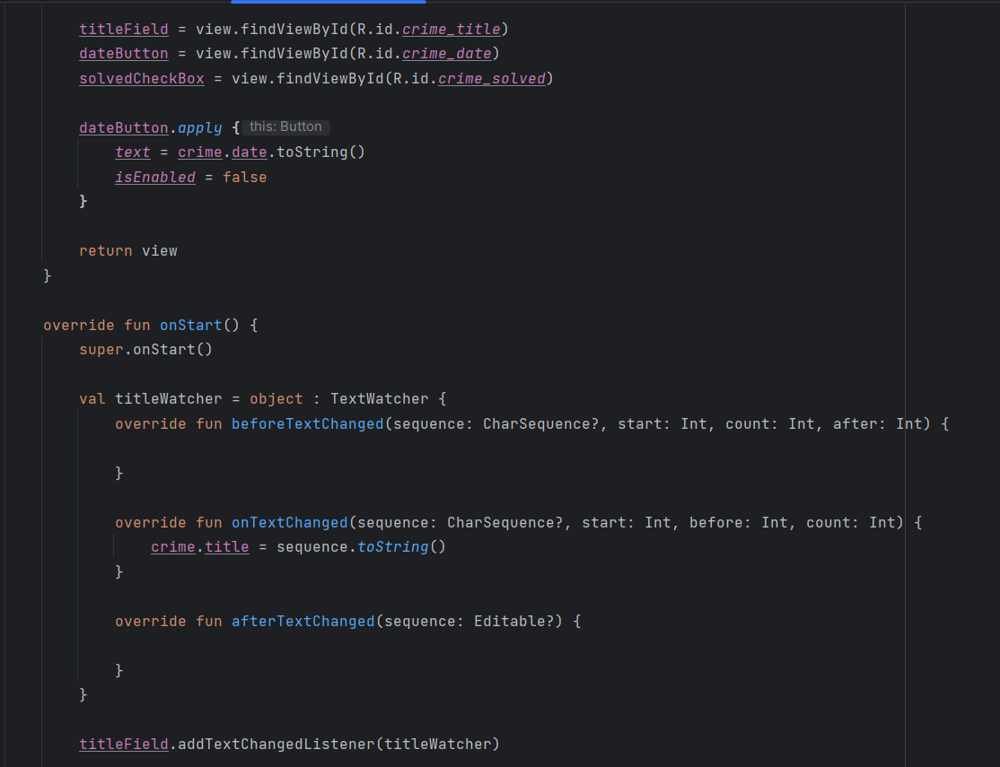 titleField = view.findViewById(R.id.crime_title)
dateButton = view.findViewById(R.id.crime_date)
solvedCheckBox = view.findViewById(R.id.crime_solved)
dateButton.apply { this: Button
text = crime.date.toString()
isEnabled = false
}
return view
}
override fun onStart() {
super.onStart()
val titleWatcher = object : TextWatcher {
override fun beforeTextChanged(sequence: CharSequence?, start: Int, count: Int, after: Int) {
}
override fun onTextChanged(sequence: CharSequence?, start: Int, before: Int, count: Int) {
crime.title = sequence.toString()
}
override fun afterTextChanged(sequence: Editable?) {
}
}
titleField.addTextChangedListener(titleWatcher)